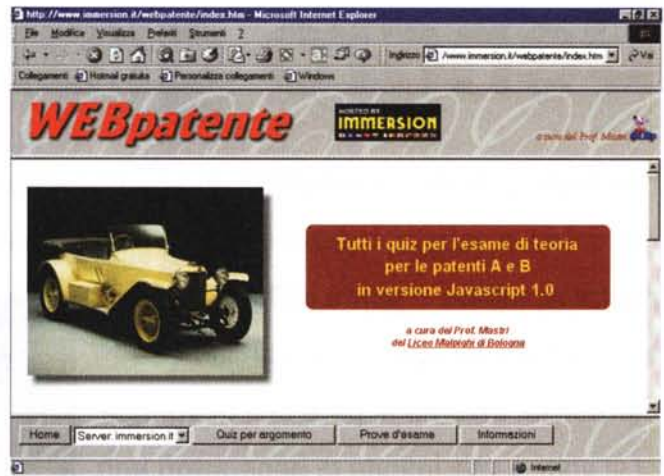 http://www.immersion.it/webpatente/index.htm - Microsoft Internet Explorer
File Modifica Visualizza Preferiti Strumenti ?
Indirizzo /www.immersion.it/webpatente/index.htm Vai
Collegamenti Hotmail gratuita Personalizza collegamenti Windows
WEBpatente
HOSTED BY
IMMERSION
a cura del Prof. Mastri
Tutti i quiz per l'esame di teoria
per le patenti A e B
in versione Javascript 1.0
a cura del Prof. Mastri
del Liceo Malpighi di Bologna
Home Server: immersion.it Quiz per argomento Prove d'esame Informazioni
Internet